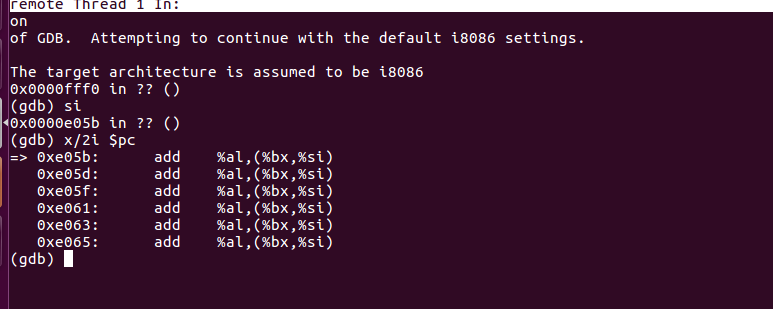 remote Thread 1 In:
on
of GDB.  Attempting to continue with the default i8086 settings.
The target architecture is assumed to be i8086
0x0000fff0 in ?? ()
(gdb) si
0x0000e05b in ?? ()
(gdb) x/2i $pc
=> 0xe05b:      add    %al,(%bx,%si)
   0xe05d:      add    %al,(%bx,%si)
   0xe05f:      add    %al,(%bx,%si)
   0xe061:      add    %al,(%bx,%si)
   0xe063:      add    %al,(%bx,%si)
   0xe065:      add    %al,(%bx,%si)
(gdb)